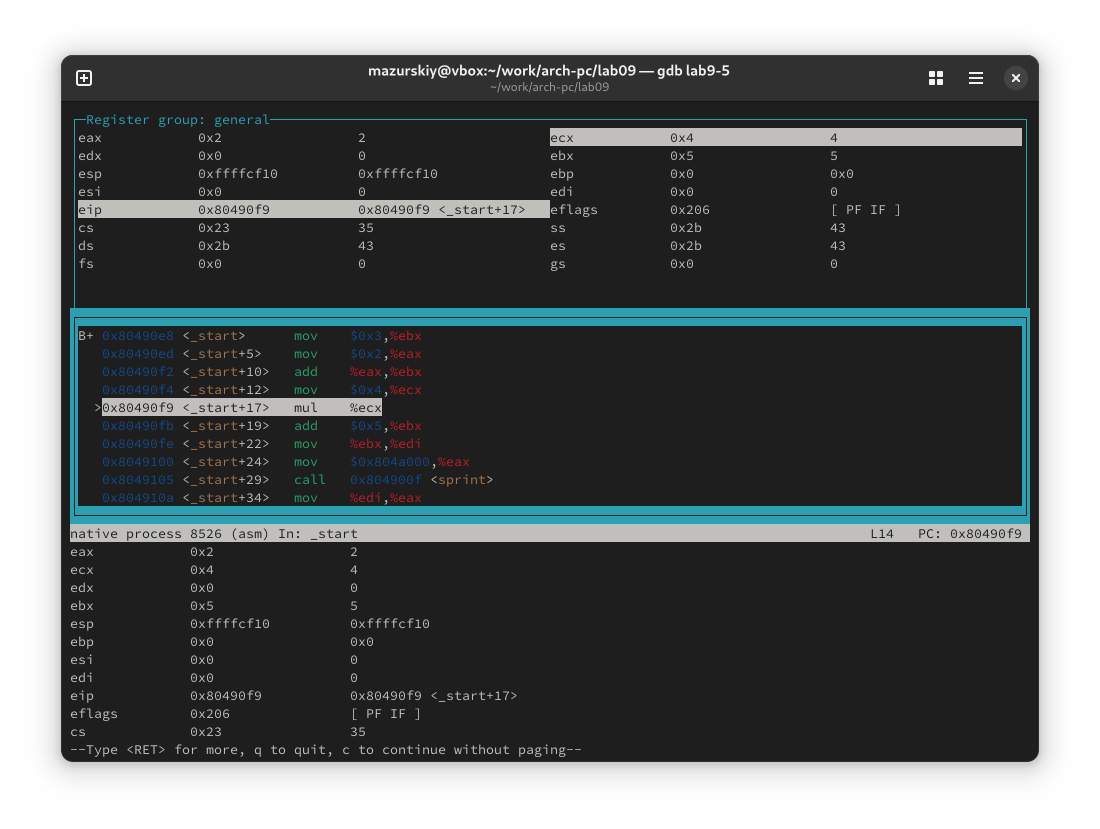 mazurskiy@vbox:~/work/arch-pc/lab09 — gdb lab9-5
~/work/arch-pc/lab09
Register group: general
eax 0x2 2 ecx 0x4 4
edx 0x0 0 ebx 0x5 5
esp 0xffffcf10 0xffffcf10 ebp 0x0 0x0
esi 0x0 0 edi 0x0 0
eip 0x80490f9 0x80490f9 <_start+17> eflags 0x206 [ PF IF ]
cs 0x23 35 ss 0x2b 43
ds 0x2b 43 es 0x2b 43
fs 0x0 0 gs 0x0 0
B+ 0x80490e8 <_start> mov $0x3,%ebx
0x80490ed <_start+5> mov $0x2,%eax
0x80490f2 <_start+10> add %eax,%ebx
0x80490f4 <_start+12> mov $0x4,%ecx
>0x80490f9 <_start+17> mul %ecx
0x80490fb <_start+19> add $0x5,%ebx
0x80490fe <_start+22> mov %ebx,%edi
0x8049100 <_start+24> mov $0x804a000,%eax
0x8049105 <_start+29> call 0x804900f <sprint>
0x804910a <_start+34> mov %edi,%eax
native process 8526 (asm) In: _start L14 PC: 0x80490f9
eax 0x2 2
ecx 0x4 4
edx 0x0 0
ebx 0x5 5
esp 0xffffcf10 0xffffcf10
ebp 0x0 0x0
esi 0x0 0
edi 0x0 0
eip 0x80490f9 0x80490f9 <_start+17>
eflags 0x206 [ PF IF ]
cs 0x23 35
--Type <RET> for more, q to quit, c to continue without paging--